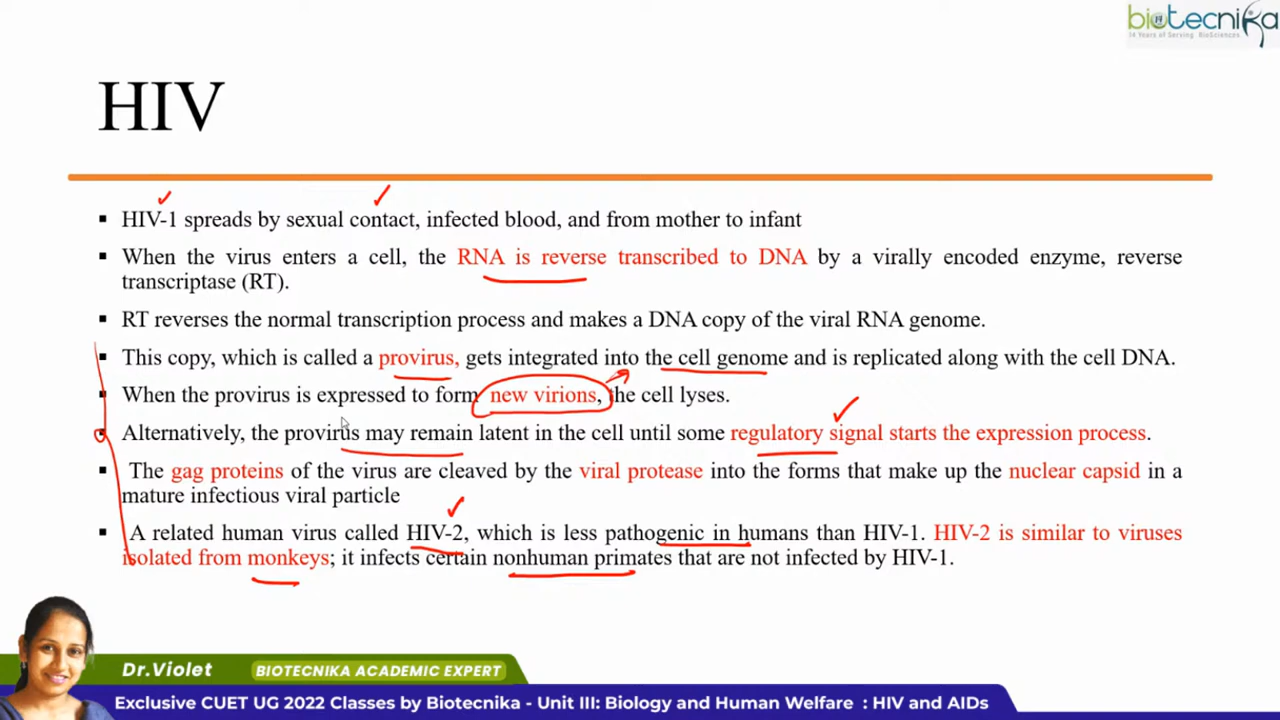 biotecnika
14 Years of Serving BioSciences
HIV
▪ HIV-1 spreads by sexual contact, infected blood, and from mother to infant
▪ When the virus enters a cell, the RNA is reverse transcribed to DNA by a virally encoded enzyme, reverse
transcriptase (RT).
▪ RT reverses the normal transcription process and makes a DNA copy of the viral RNA genome.
▪ This copy, which is called a provirus, gets integrated into the cell genome and is replicated along with the cell DNA.
▪ When the provirus is expressed to form new virions, the cell lyses.
Alternatively, the provirus may remain latent in the cell until some regulatory signal starts the expression process.
▪ The gag proteins of the virus are cleaved by the viral protease into the forms that make up the nuclear capsid in a
mature infectious viral particle
▪ A related human virus called HIV-2, which is less pathogenic in humans than HIV-1. HIV-2 is similar to viruses
isolated from monkeys; it infects certain nonhuman primates that are not infected by HIV-1.
Dr.Violet BIOTECNIKA ACADEMIC EXPERT
Exclusive CUET UG 2022 Classes by Biotecnika - Unit III: Biology and Human Welfare : HIV and AIDs